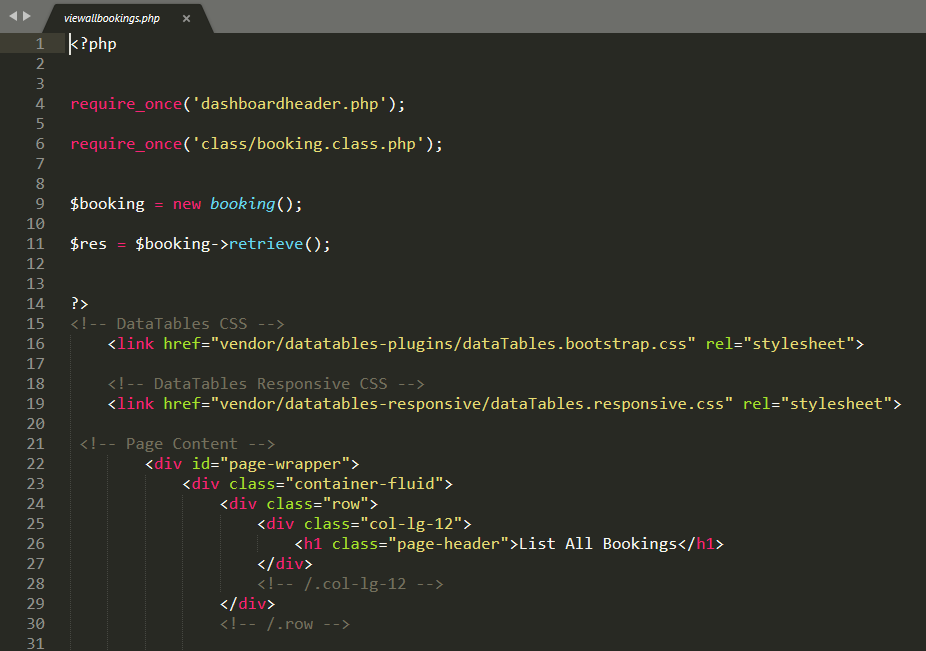 viewallbookings.php ×
1 <?php
2
3
4 require_once('dashboardheader.php');
5
6 require_once('class/booking.class.php');
7
8
9 $booking = new booking();
10
11 $res = $booking->retrieve();
12
13
14 ?>
15 <!-- DataTables CSS -->
16     <link href="vendor/datatables-plugins/dataTables.bootstrap.css" rel="stylesheet">
17
18     <!-- DataTables Responsive CSS -->
19     <link href="vendor/datatables-responsive/dataTables.responsive.css" rel="stylesheet">
20
21  <!-- Page Content -->
22         <div id="page-wrapper">
23             <div class="container-fluid">
24                 <div class="row">
25                     <div class="col-lg-12">
26                         <h1 class="page-header">List All Bookings</h1>
27                     </div>
28                     <!-- /.col-lg-12 -->
29                 </div>
30                 <!-- /.row -->
31